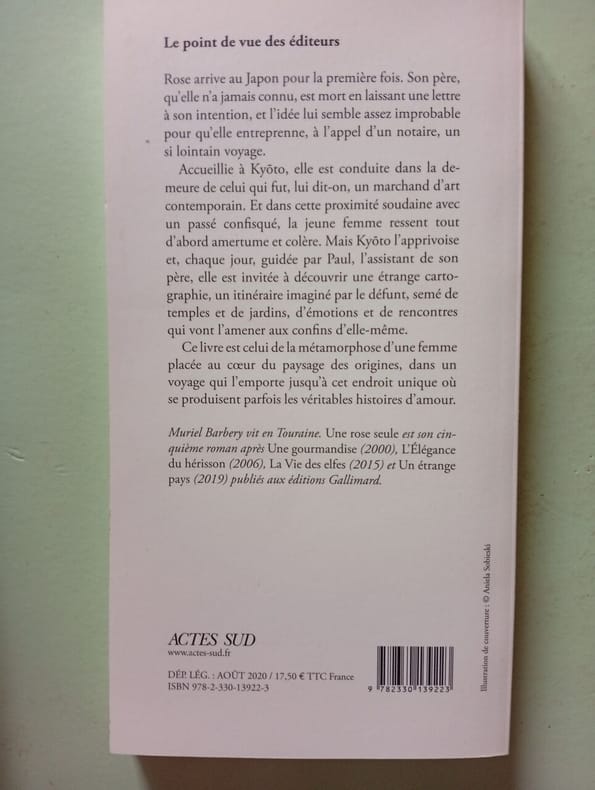 Le point de vue des éditeurs
Rose arrive au Japon pour la première fois. Son père,
qu'elle n'a jamais connu, est mort en laissant une lettre
à son intention, et l'idée lui semble assez improbable
pour qu'elle entreprenne, à l'appel d'un notaire, un
si lointain voyage.
Accueillie à Kyōto, elle est conduite dans la de-
meure de celui qui fut, lui dit-on, un marchand d'art
contemporain. Et dans cette proximité soudaine avec
un passé confisqué, la jeune femme ressent tout
d'abord amertume et colère. Mais Kyōto l'apprivoise
et, chaque jour, guidée par Paul, l'assistant de son
père, elle est invitée à découvrir une étrange carto-
graphie, un itinéraire imaginé par le défunt, semé de
temples et de jardins, d'émotions et de rencontres
qui vont l'amener aux confins d'elle-même.
Ce livre est celui de la métamorphose d'une femme
placée au cœur du paysage des origines, dans un
voyage qui l'emporte jusqu'à cet endroit unique où
se produisent parfois les véritables histoires d'amour.
Muriel Barbery vit en Touraine. Une rose seule est son cin-
quième roman après Une gourmandise (2000), L'Élégance
du hérisson (2006), La Vie des elfes (2015) et Un étrange
pays (2019) publiés aux éditions Gallimard.
ACTES SUD
www.actes-sud.fr
DÉP. LÉG. : AOÛT 2020 / 17,50 € TTC France
ISBN 978-2-330-13922-3
9 782330 139223
Illustration de couverture : © Aniela Sobieski